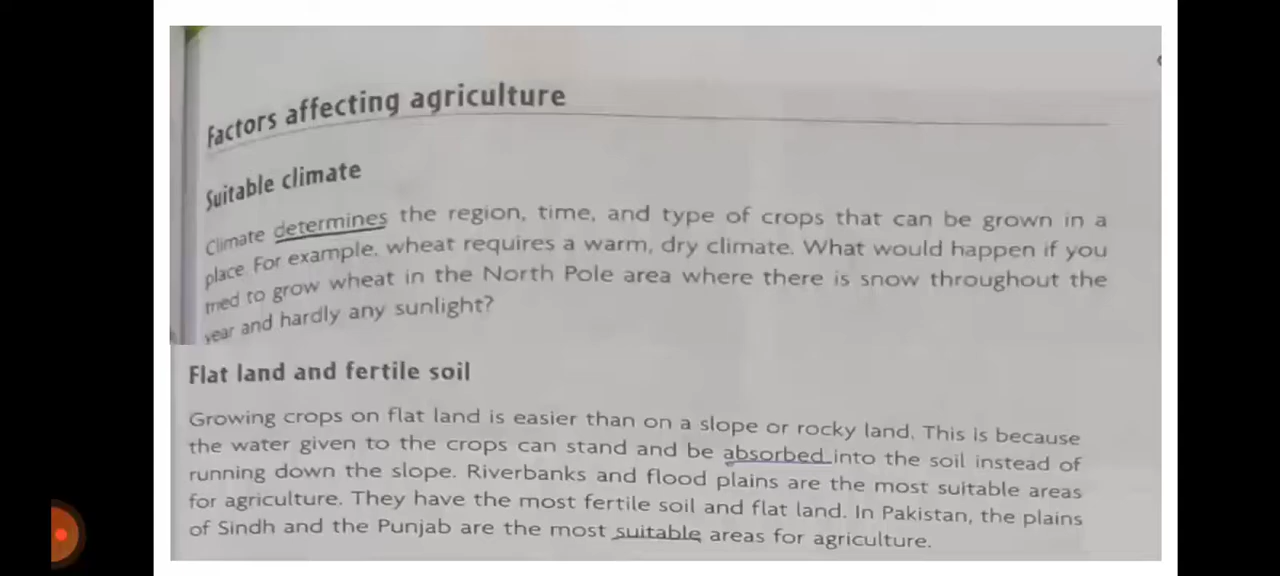 Factors affecting agriculture
Suitable climate
Climate determines the region, time, and type of crops that can be grown in a
place. For example, wheat requires a warm, dry climate. What would happen if you
tried to grow wheat in the North Pole area where there is snow throughout the
year and hardly any sunlight?
Flat land and fertile soil
Growing crops on flat land is easier than on a slope or rocky land. This is because
the water given to the crops can stand and be absorbed into the soil instead of
running down the slope. Riverbanks and flood plains are the most suitable areas
for agriculture. They have the most fertile soil and flat land. In Pakistan, the plains
of Sindh and the Punjab are the most suitable areas for agriculture.